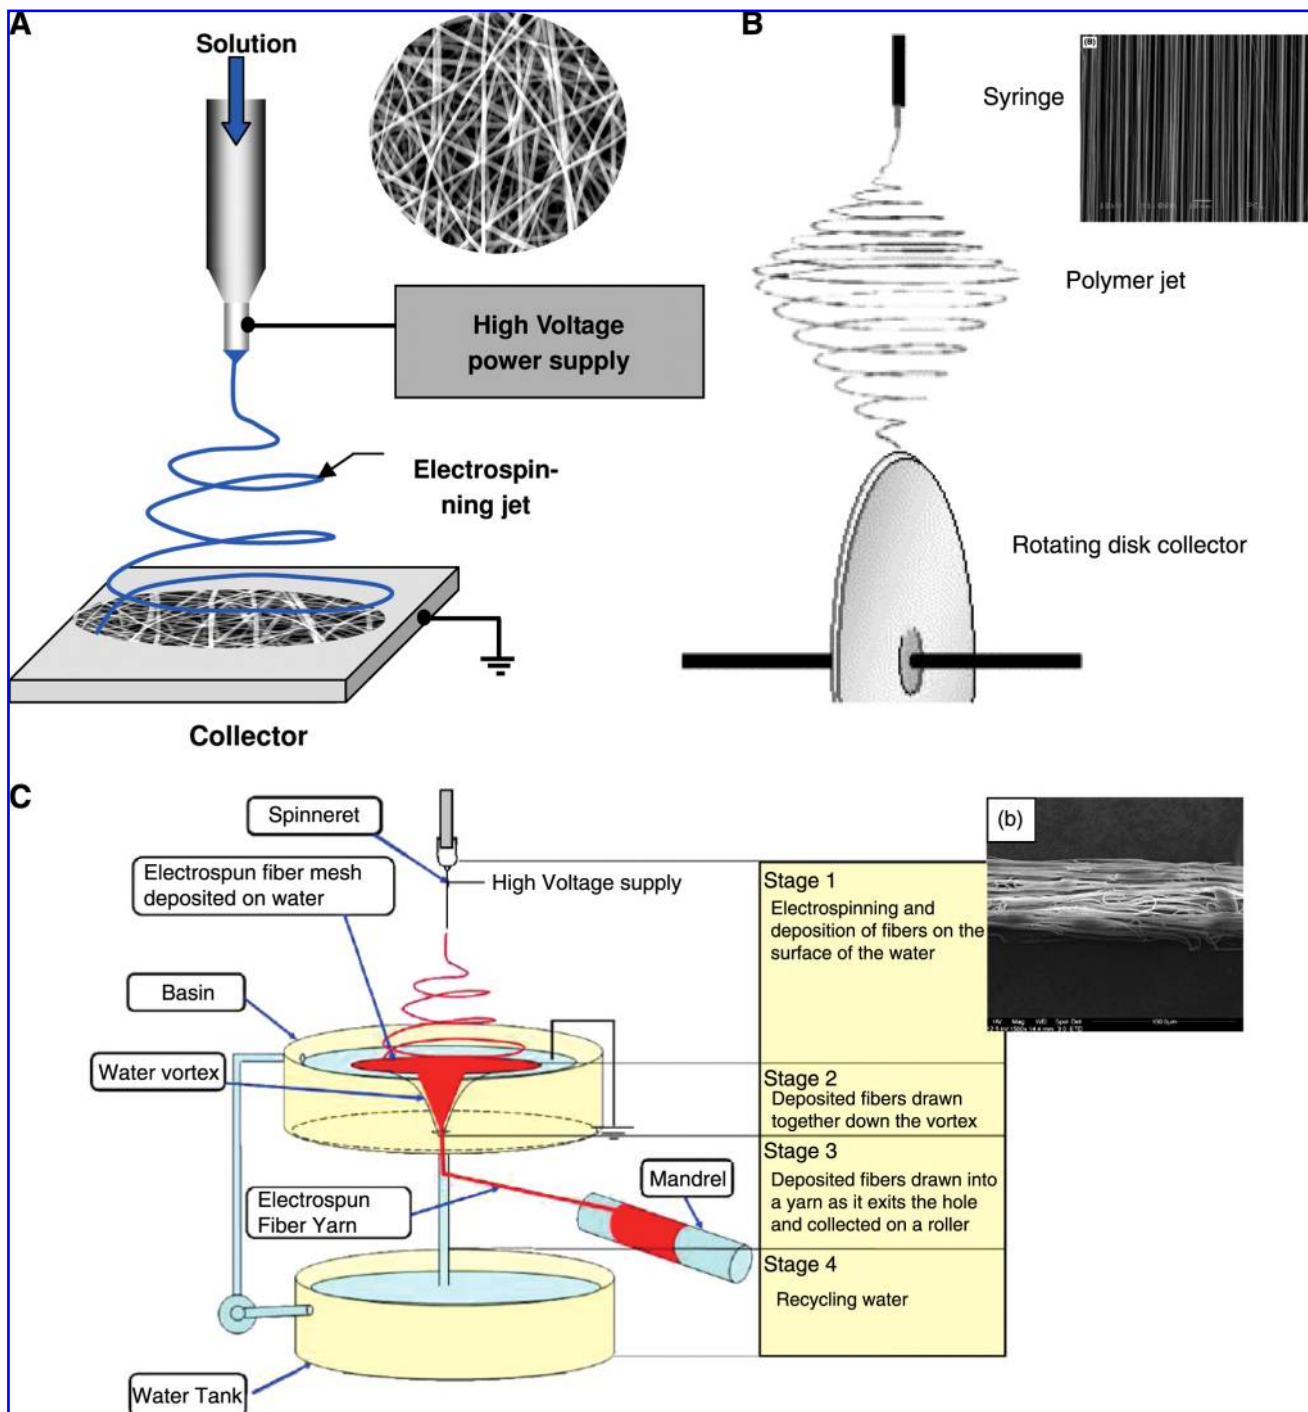 A
Solution
High Voltage
power supply
Electrospin-
ning jet
Collector
B
Syringe
Polymer jet
Rotating disk collector
C
Spinneret
Electrospun fiber mesh
deposited on water
High Voltage supply
Basin
Water vortex
Electrospun
Fiber Yarn
Mandrel
Water Tank
Stage 1
Electrospinning and
deposition of fibers on the
surface of the water
Stage 2
Deposited fibers drawn
together down the vortex
Stage 3
Deposited fibers drawn into
a yarn as it exits the hole
and collected on a roller
Stage 4
Recycling water
(b)